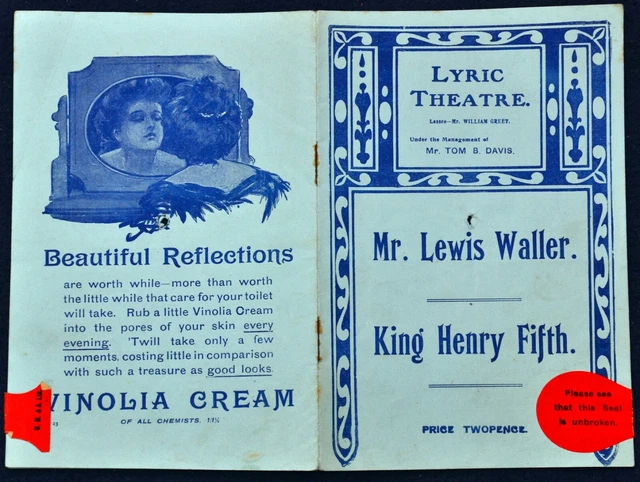 Beautiful Reflections
are worth while—more than worth
the little while that care for your toilet
will take. Rub a little Vinolia Cream
into the pores of your skin every
evening. 'Twill take only a few
moments, costing little in comparison
with such a treasure as good looks.
VINOLIA CREAM
OF ALL CHEMISTS.
LYRIC
THEATRE.
Lessee—Mr. WILLIAM GREET.
Under the Management of
Mr. TOM B. DAVIS.
Mr. Lewis Waller.
King Henry Fifth.
PRICE TWOPENCE.
Please see
that this Seal
is unbroken.